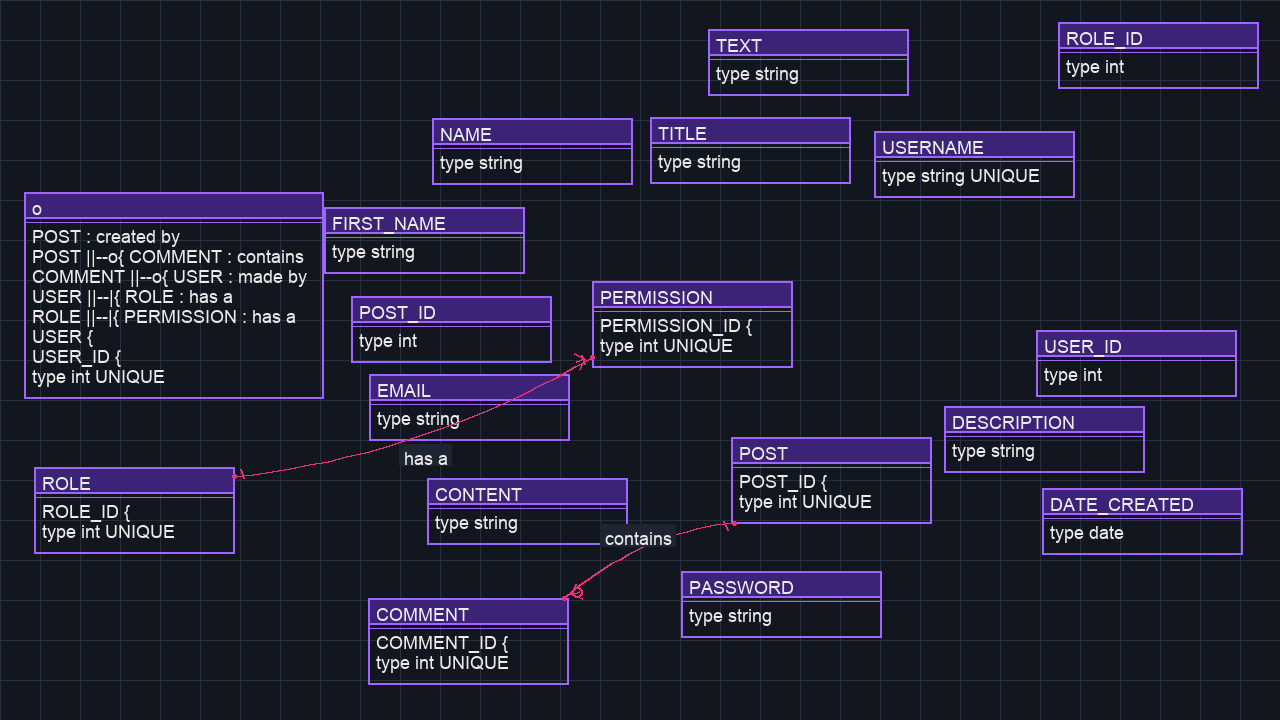 TEXT
type string
ROLE_ID
type int
NAME
type string
TITLE
type string
USERNAME
type string UNIQUE
o
POST : created by
POST ||--o{ COMMENT : contains
COMMENT ||--o{ USER : made by
USER ||--|{ ROLE : has a
ROLE ||--|{ PERMISSION : has a
USER {
USER_ID {
type int UNIQUE
FIRST_NAME
type string
POST_ID
type int
PERMISSION
PERMISSION_ID {
type int UNIQUE
USER_ID
type int
EMAIL
type string
has a
DESCRIPTION
type string
POST
POST_ID {
type int UNIQUE
ROLE
ROLE_ID {
type int UNIQUE
CONTENT
type string
contains
DATE_CREATED
type date
PASSWORD
type string
COMMENT
COMMENT_ID {
type int UNIQUE